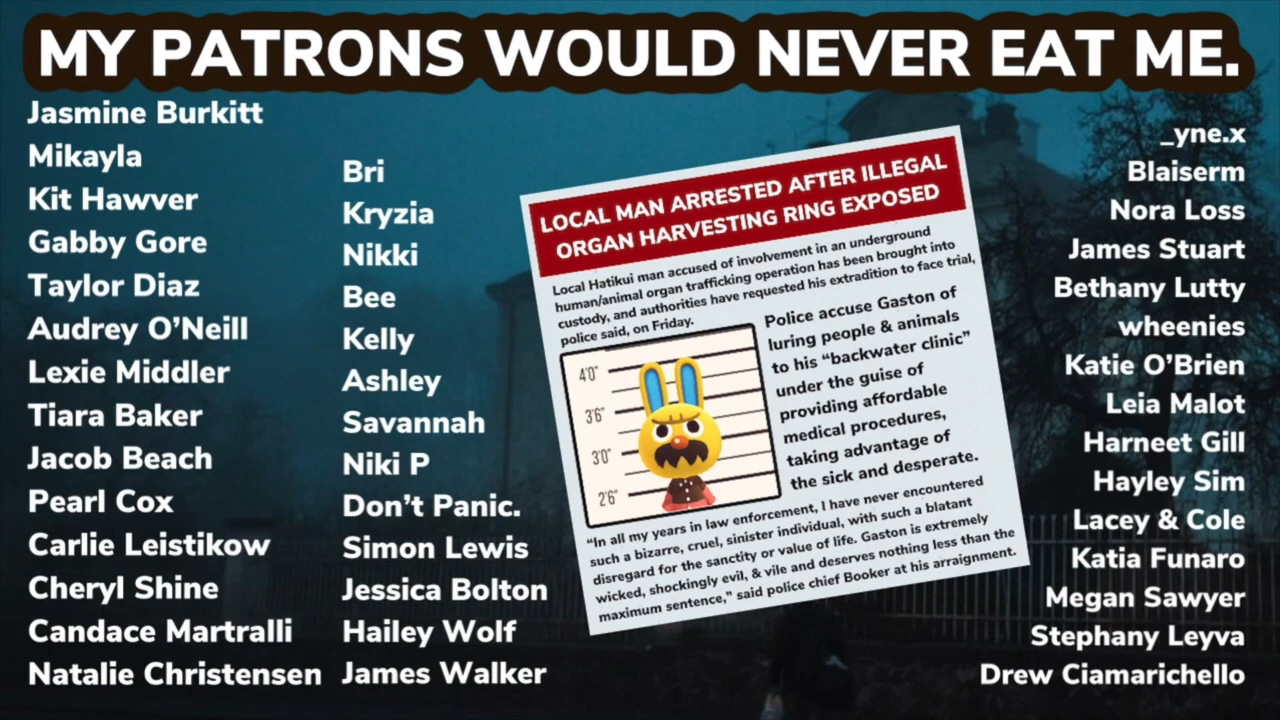 MY PATRONS WOULD NEVER EAT ME.
Jasmine Burkitt
Mikayla
Kit Hawver
Gabby Gore
Taylor Diaz
Audrey O’Neill
Lexie Middler
Tiara Baker
Jacob Beach
Pearl Cox
Carlie Leistikow
Cheryl Shine
Candace Martralli
Natalie Christensen
Bri
Kryzia
Nikki
Bee
Kelly
Ashley
Savannah
Niki P
Don’t Panic.
Simon Lewis
Jessica Bolton
Hailey Wolf
James Walker
LOCAL MAN ARRESTED AFTER ILLEGAL
ORGAN HARVESTING RING EXPOSED
Local Hatikui man accused of involvement in an underground
human/animal organ trafficking operation has been brought into
custody, and authorities have requested his extradition to face trial,
police said, on Friday.
4'0"
3'6"
3'0"
2'6"
Police accuse Gaston of
luring people & animals
to his “backwater clinic”
under the guise of
providing affordable
medical procedures,
taking advantage of
the sick and desperate.
“In all my years in law enforcement, I have never encountered
such a bizarre, cruel, sinister individual, with such a blatant
disregard for the sanctity or value of life. Gaston is extremely
wicked, shockingly evil, & vile and deserves nothing less than the
maximum sentence,” said police chief Booker at his arraignment.
_yne.x
Blaiserm
Nora Loss
James Stuart
Bethany Lutty
wheenies
Katie O’Brien
Leia Malot
Harneet Gill
Hayley Sim
Lacey & Cole
Katia Funaro
Megan Sawyer
Stephany Leyva
Drew Ciamarichello